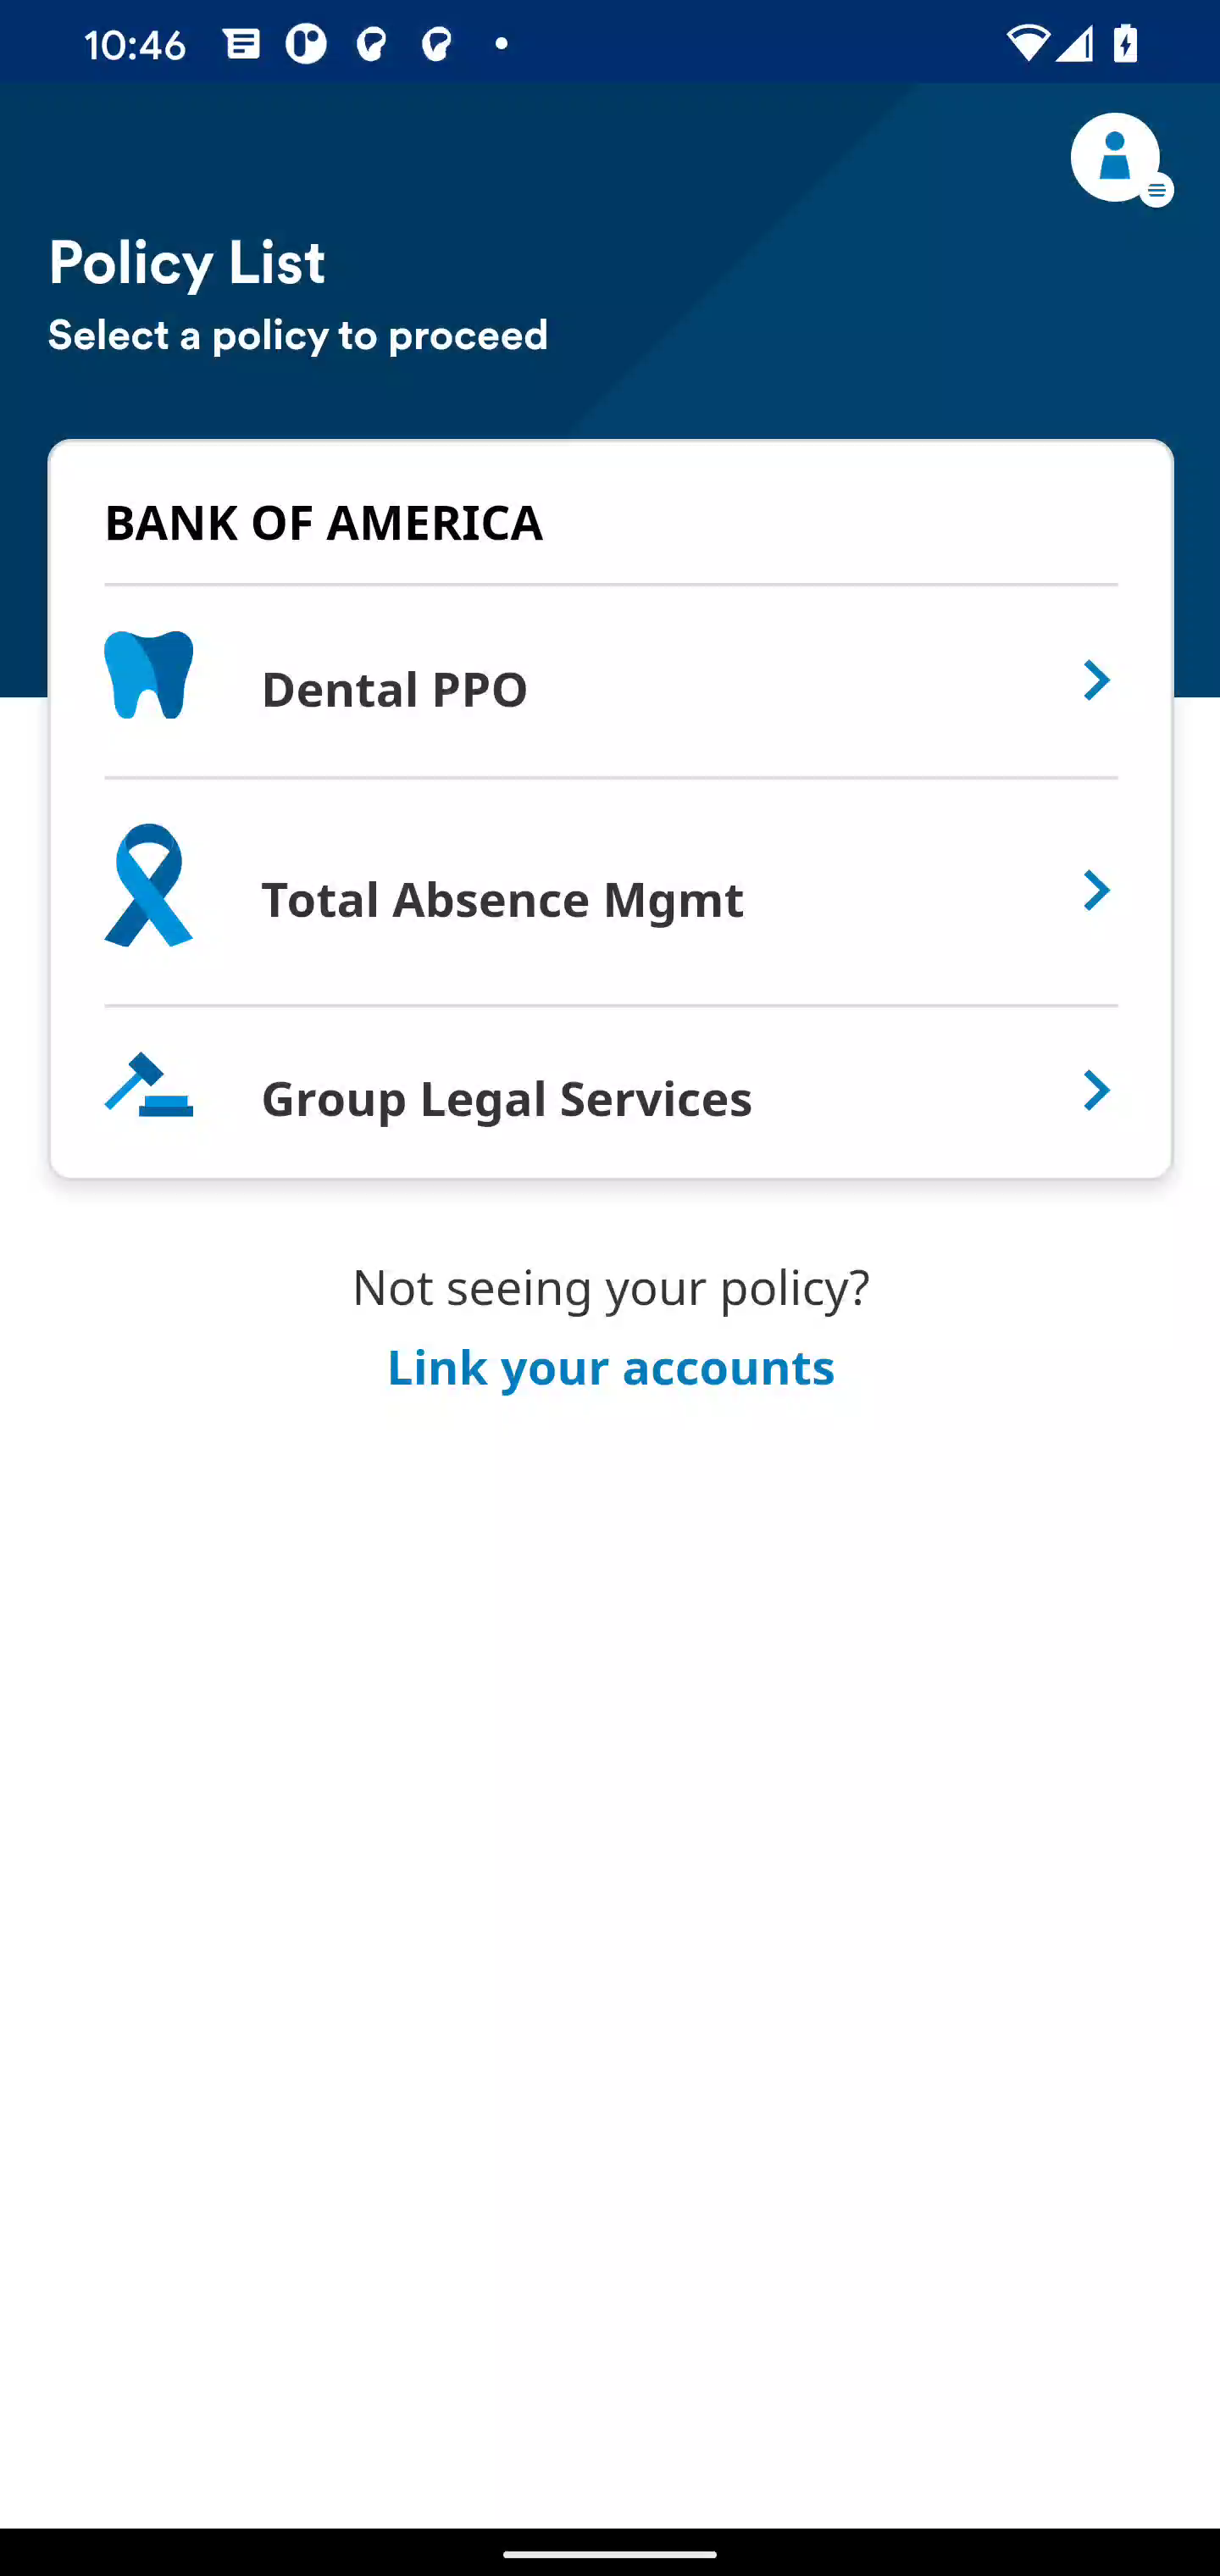 10:46
Policy List
Select a policy to proceed
BANK OF AMERICA
Dental PPO
Total Absence Mgmt
Group Legal Services
Not seeing your policy?
Link your accounts